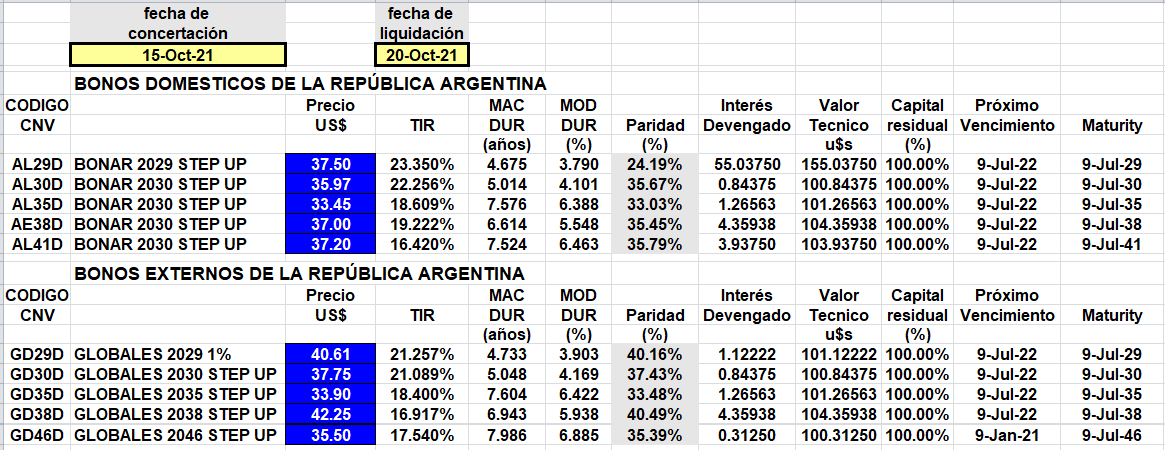 fecha de fecha de
concertación liquidación
15-Oct-21 20-Oct-21
BONOS DOMESTICOS DE LA REPÚBLICA ARGENTINA
CODIGO Precio MAC MOD Interés Valor Capital Próximo
CNV US$ TIR DUR DUR Paridad Devengado Tecnico residual Vencimiento Maturity
(años) (%) (%) u$s (%)
AL29D BONAR 2029 STEP UP 37.50 23.350% 4.675 3.790 24.19% 55.03750 155.03750 100.00% 9-Jul-22 9-Jul-29
AL30D BONAR 2030 STEP UP 35.97 22.256% 5.014 4.101 35.67% 0.84375 100.84375 100.00% 9-Jul-22 9-Jul-30
AL35D BONAR 2030 STEP UP 33.45 18.609% 7.576 6.388 33.03% 1.26563 101.26563 100.00% 9-Jul-22 9-Jul-35
AE38D BONAR 2030 STEP UP 37.00 19.222% 6.614 5.548 35.45% 4.35938 104.35938 100.00% 9-Jul-22 9-Jul-38
AL41D BONAR 2030 STEP UP 37.20 16.420% 7.524 6.463 35.79% 3.93750 103.93750 100.00% 9-Jul-22 9-Jul-41
BONOS EXTERNOS DE LA REPÚBLICA ARGENTINA
CODIGO Precio MAC MOD Interés Valor Capital Próximo
CNV US$ TIR DUR DUR Paridad Devengado Tecnico residual Vencimiento Maturity
(años) (%) (%) u$s (%)
GD29D GLOBALES 2029 1% 40.61 21.257% 4.733 3.903 40.16% 1.12222 101.12222 100.00% 9-Jul-22 9-Jul-29
GD30D GLOBALES 2030 STEP UP 37.75 21.089% 5.048 4.169 37.43% 0.84375 100.84375 100.00% 9-Jul-22 9-Jul-30
GD35D GLOBALES 2035 STEP UP 33.90 18.400% 7.604 6.422 33.48% 1.26563 101.26563 100.00% 9-Jul-22 9-Jul-35
GD38D GLOBALES 2038 STEP UP 42.25 16.917% 6.943 5.938 40.49% 4.35938 104.35938 100.00% 9-Jul-22 9-Jul-38
GD46D GLOBALES 2046 STEP UP 35.50 17.540% 7.986 6.885 35.39% 0.31250 100.31250 100.00% 9-Jan-21 9-Jul-46